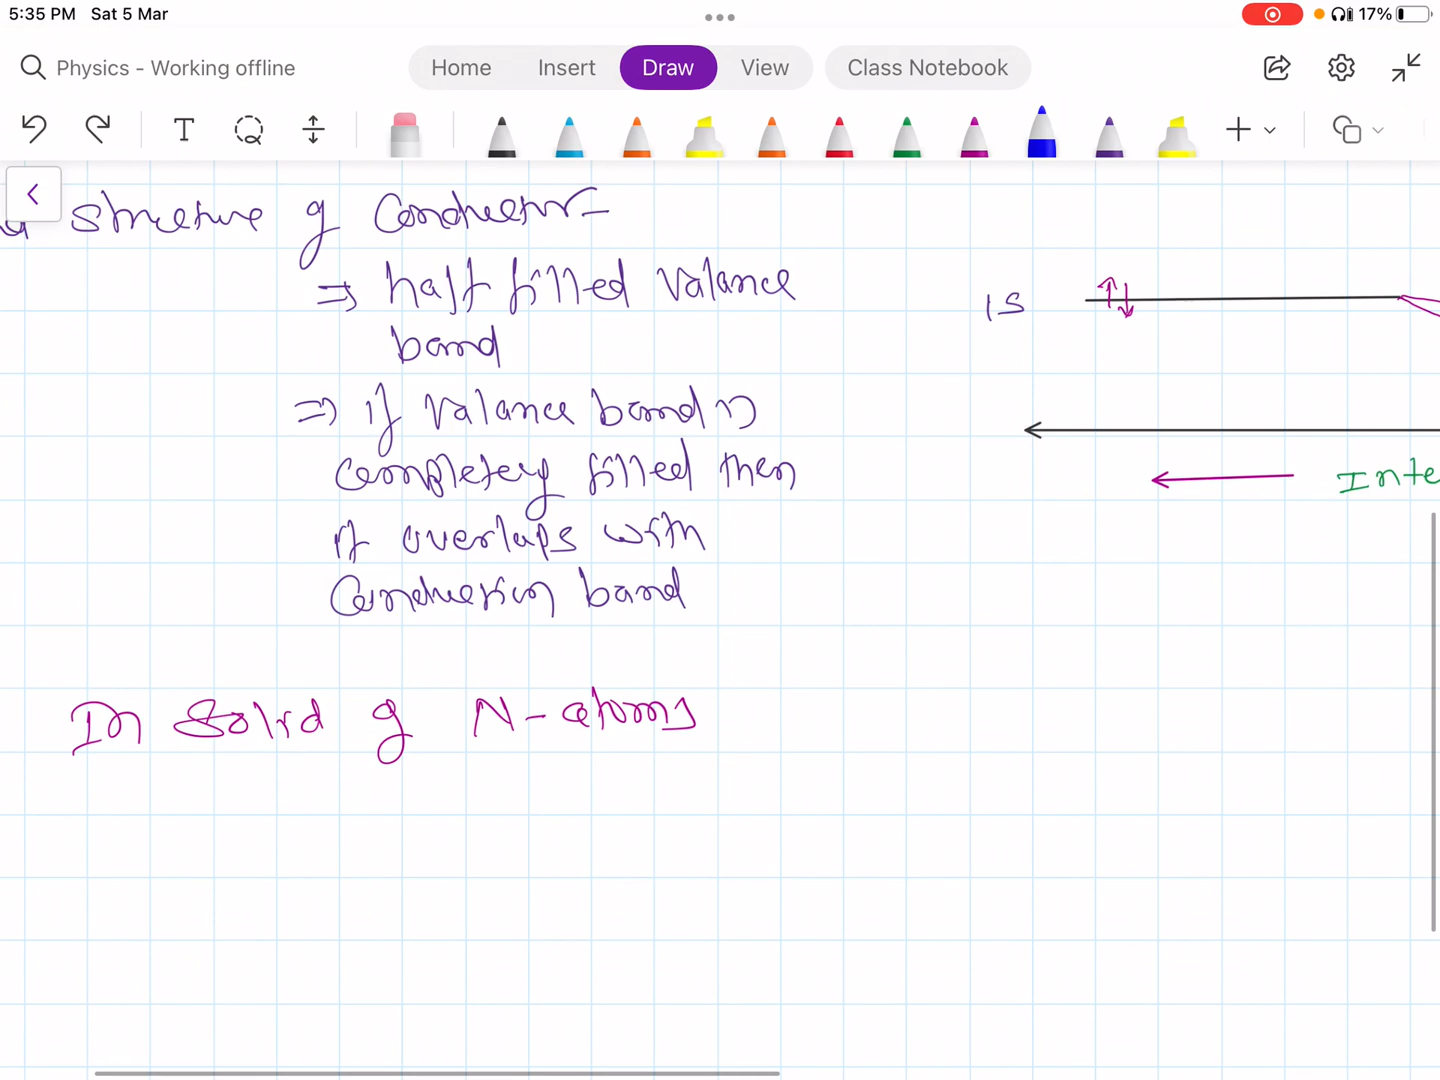 5:35 PM Sat 5 Mar
17%
Physics - Working offline
Home Insert Draw View Class Notebook
T
structure of Conductor -
⇒ half filled valance
band
⇒ if valance band is
completely filled then
it overlaps with
Conduction band
1S ↑↓
Inte
In Solid of N-atoms